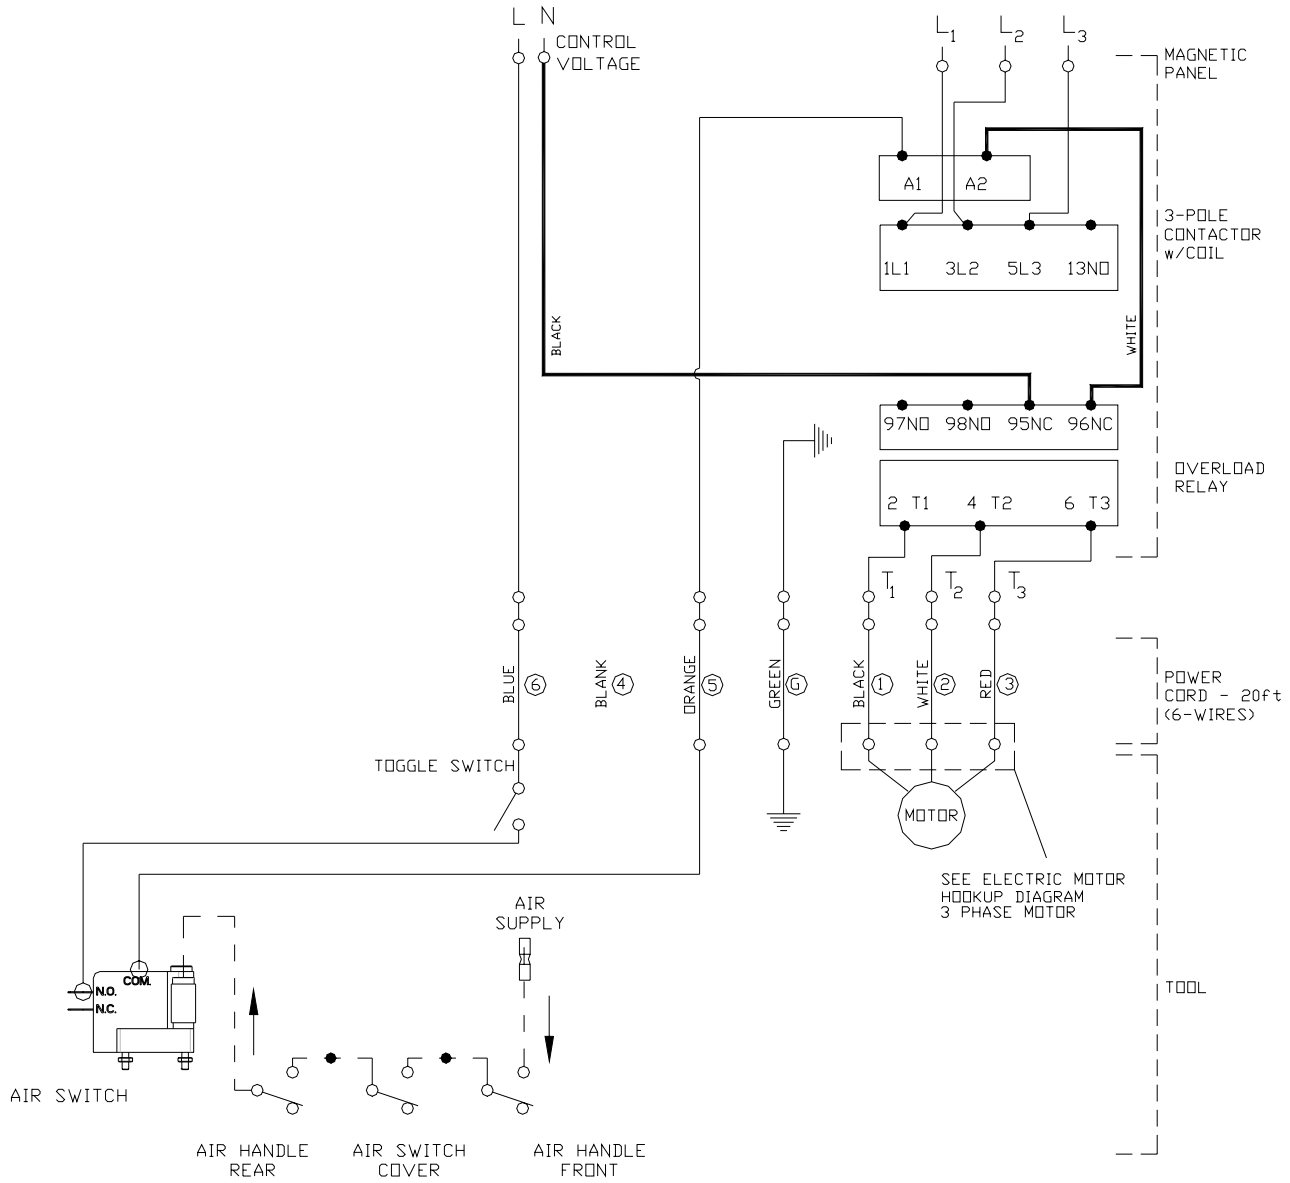 L N
CONTROL
VOLTAGE
L1
L2
L3
MAGNETIC
PANEL
A1 A2
3-POLE
CONTACTOR
w/COIL
1L1 3L2 5L3 13NO
BLACK
WHITE
97NO 98NO 95NC 96NC
OVERLOAD
RELAY
2 T1 4 T2 6 T3
T1
T2
T3
BLUE
6
BLANK
4
ORANGE
5
GREEN
G
BLACK
1
WHITE
2
RED
3
POWER
CORD - 20ft
(6-WIRES)
TOGGLE SWITCH
MOTOR
SEE ELECTRIC MOTOR
HOOKUP DIAGRAM
3 PHASE MOTOR
AIR
SUPPLY
COM.
N.O.
N.C.
TOOL
AIR SWITCH
AIR HANDLE
REAR
AIR SWITCH
COVER
AIR HANDLE
FRONT